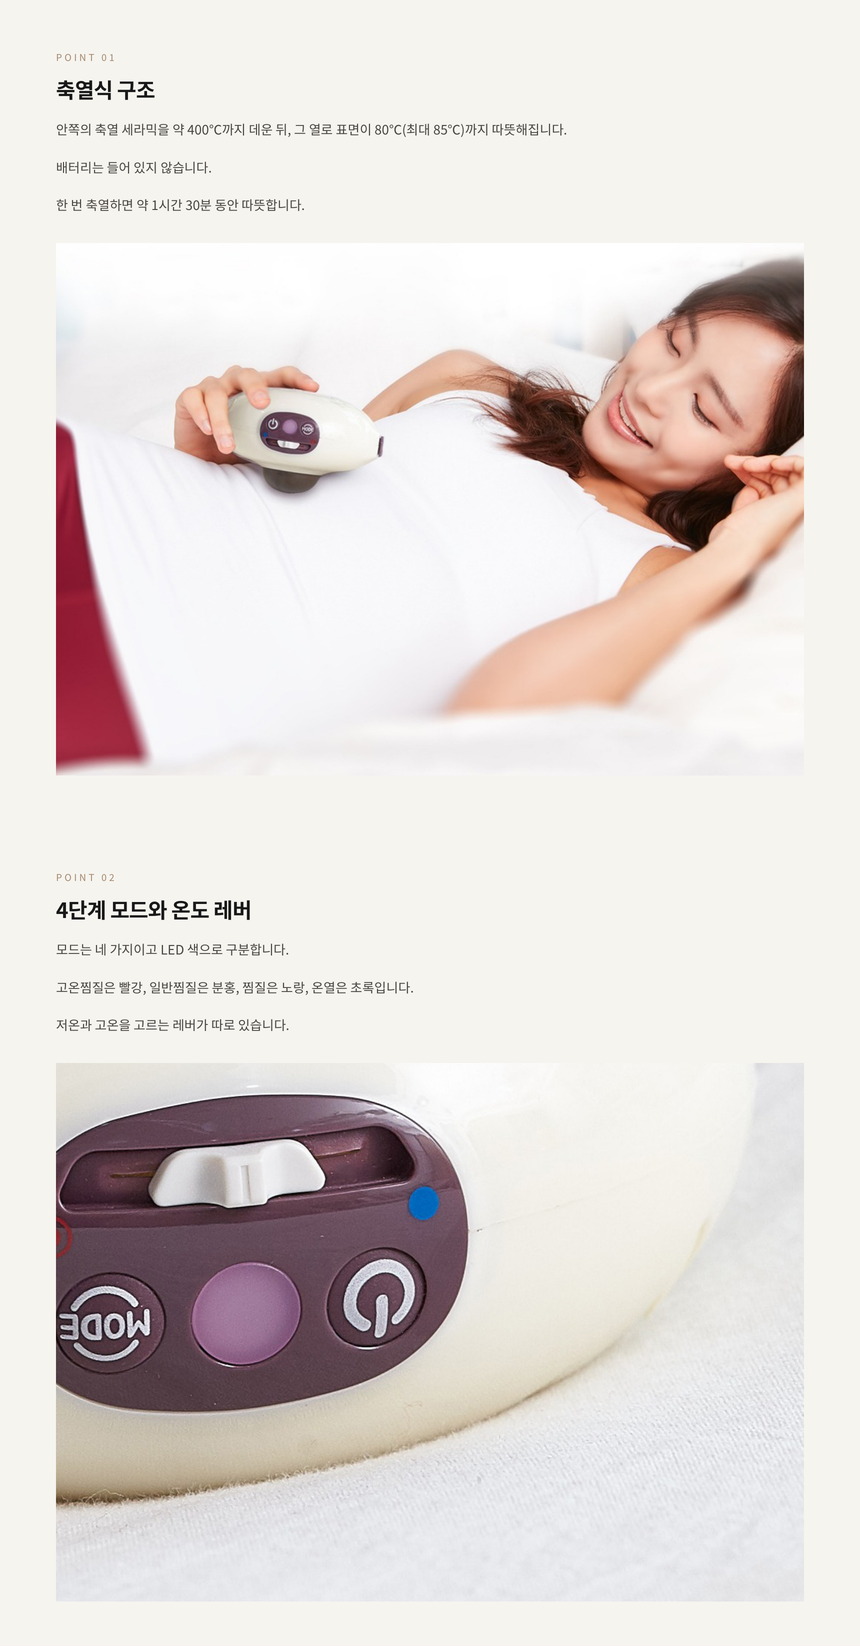 POINT 01
축열식 구조
안쪽의 축열 세라믹을 약 400℃까지 데운 뒤, 그 열로 표면이 80℃(최대 85℃)까지 따뜻해집니다.
배터리는 들어 있지 않습니다.
한 번 축열하면 약 1시간 30분 동안 따뜻합니다.
MODE
POINT 02
4단계 모드와 온도 레버
모드는 네 가지이고 LED 색으로 구분합니다.
고온찜질은 빨강, 일반찜질은 분홍, 찜질은 노랑, 온열은 초록입니다.
저온과 고온을 고르는 레버가 따로 있습니다.
MODE